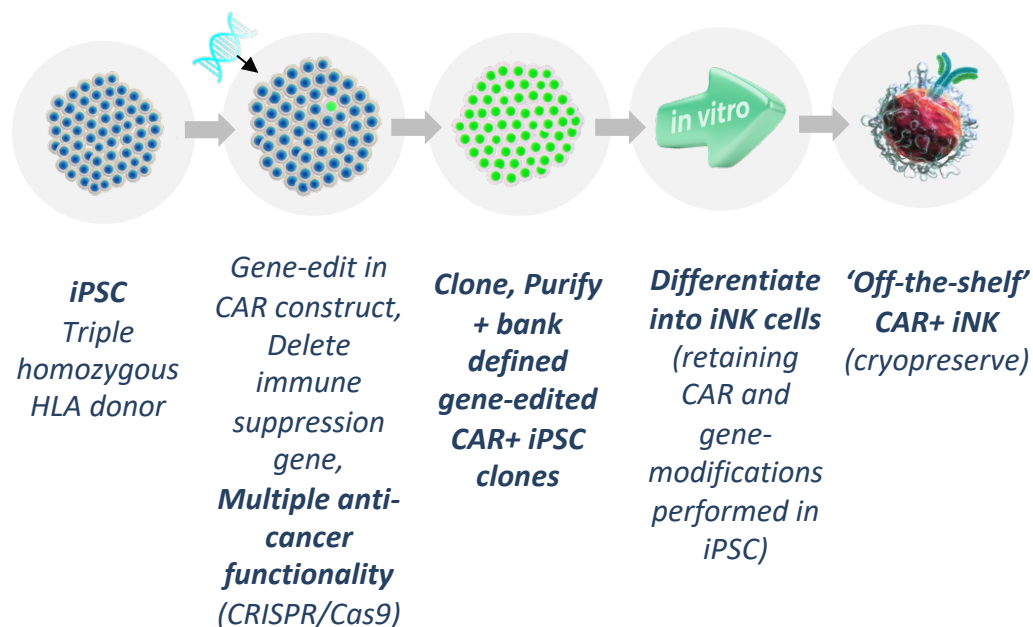 in vitro
iPSC
Triple
homozygous
HLA donor
Gene-edit in
CAR construct,
Delete
immune
suppression
gene,
Multiple anti-
cancer
functionality
(CRISPR/Cas9)
Clone, Purify
+ bank
defined
gene-edited
CAR+ iPSC
clones
Differentiate
into iNK cells
(retaining
CAR and
gene-
modifications
performed in
iPSC)
‘Off-the-shelf’
CAR+ iNK
(cryopreserve)